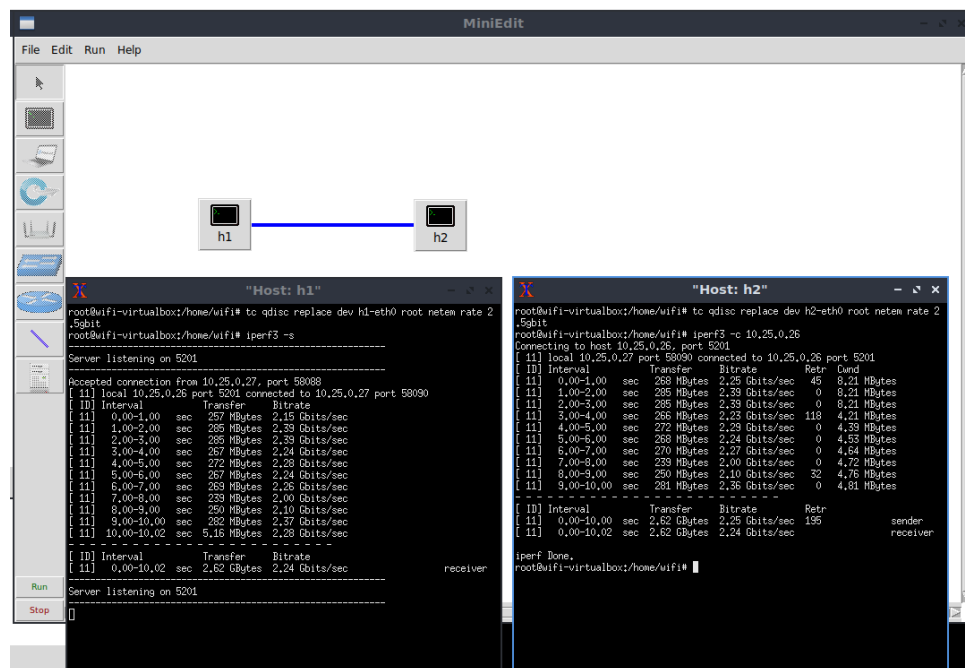 MiniEdit
File Edit Run Help
h1
h2
"Host: h1"
root@wifi-virtualbox:/home/wifi# tc qdisc replace dev h1-eth0 root netem rate 2
.5gbit
root@wifi-virtualbox:/home/wifi# iperf3 -s
-----------------------------------------------------------
Server listening on 5201
-----------------------------------------------------------
Accepted connection from 10.25.0.27, port 58088
[ 11] local 10.25.0.26 port 5201 connected to 10.25.0.27 port 58090
[ ID] Interval Transfer Bitrate
[ 11] 0.00-1.00 sec 257 MBytes 2.15 Gbits/sec
[ 11] 1.00-2.00 sec 285 MBytes 2.39 Gbits/sec
[ 11] 2.00-3.00 sec 285 MBytes 2.39 Gbits/sec
[ 11] 3.00-4.00 sec 267 MBytes 2.24 Gbits/sec
[ 11] 4.00-5.00 sec 272 MBytes 2.28 Gbits/sec
[ 11] 5.00-6.00 sec 267 MBytes 2.24 Gbits/sec
[ 11] 6.00-7.00 sec 269 MBytes 2.26 Gbits/sec
[ 11] 7.00-8.00 sec 239 MBytes 2.00 Gbits/sec
[ 11] 8.00-9.00 sec 250 MBytes 2.10 Gbits/sec
[ 11] 9.00-10.00 sec 282 MBytes 2.37 Gbits/sec
[ 11] 10.00-10.02 sec 5.16 MBytes 2.28 Gbits/sec
- - - - - - - - - - - - - - - - - - - - - - - - -
[ ID] Interval Transfer Bitrate
[ 11] 0.00-10.02 sec 2.62 GBytes 2.24 Gbits/sec receiver
-----------------------------------------------------------
Server listening on 5201
-----------------------------------------------------------
"Host: h2"
root@wifi-virtualbox:/home/wifi# tc qdisc replace dev h2-eth0 root netem rate 2
.5gbit
root@wifi-virtualbox:/home/wifi# iperf3 -c 10.25.0.26
Connecting to host 10.25.0.26, port 5201
[ 11] local 10.25.0.27 port 58090 connected to 10.25.0.26 port 5201
[ ID] Interval Transfer Bitrate Retr Cwnd
[ 11] 0.00-1.00 sec 268 MBytes 2.25 Gbits/sec 45 8.21 MBytes
[ 11] 1.00-2.00 sec 285 MBytes 2.39 Gbits/sec 0 8.21 MBytes
[ 11] 2.00-3.00 sec 285 MBytes 2.39 Gbits/sec 0 8.21 MBytes
[ 11] 3.00-4.00 sec 266 MBytes 2.23 Gbits/sec 118 4.21 MBytes
[ 11] 4.00-5.00 sec 272 MBytes 2.29 Gbits/sec 0 4.39 MBytes
[ 11] 5.00-6.00 sec 268 MBytes 2.24 Gbits/sec 0 4.53 MBytes
[ 11] 6.00-7.00 sec 270 MBytes 2.27 Gbits/sec 0 4.64 MBytes
[ 11] 7.00-8.00 sec 239 MBytes 2.00 Gbits/sec 0 4.72 MBytes
[ 11] 8.00-9.00 sec 250 MBytes 2.10 Gbits/sec 32 4.76 MBytes
[ 11] 9.00-10.00 sec 281 MBytes 2.36 Gbits/sec 0 4.81 MBytes
- - - - - - - - - - - - - - - - - - - - - - - - -
[ ID] Interval Transfer Bitrate Retr
[ 11] 0.00-10.00 sec 2.62 GBytes 2.25 Gbits/sec 195 sender
[ 11] 0.00-10.02 sec 2.62 GBytes 2.24 Gbits/sec receiver
iperf Done.
root@wifi-virtualbox:/home/wifi#
Run
Stop